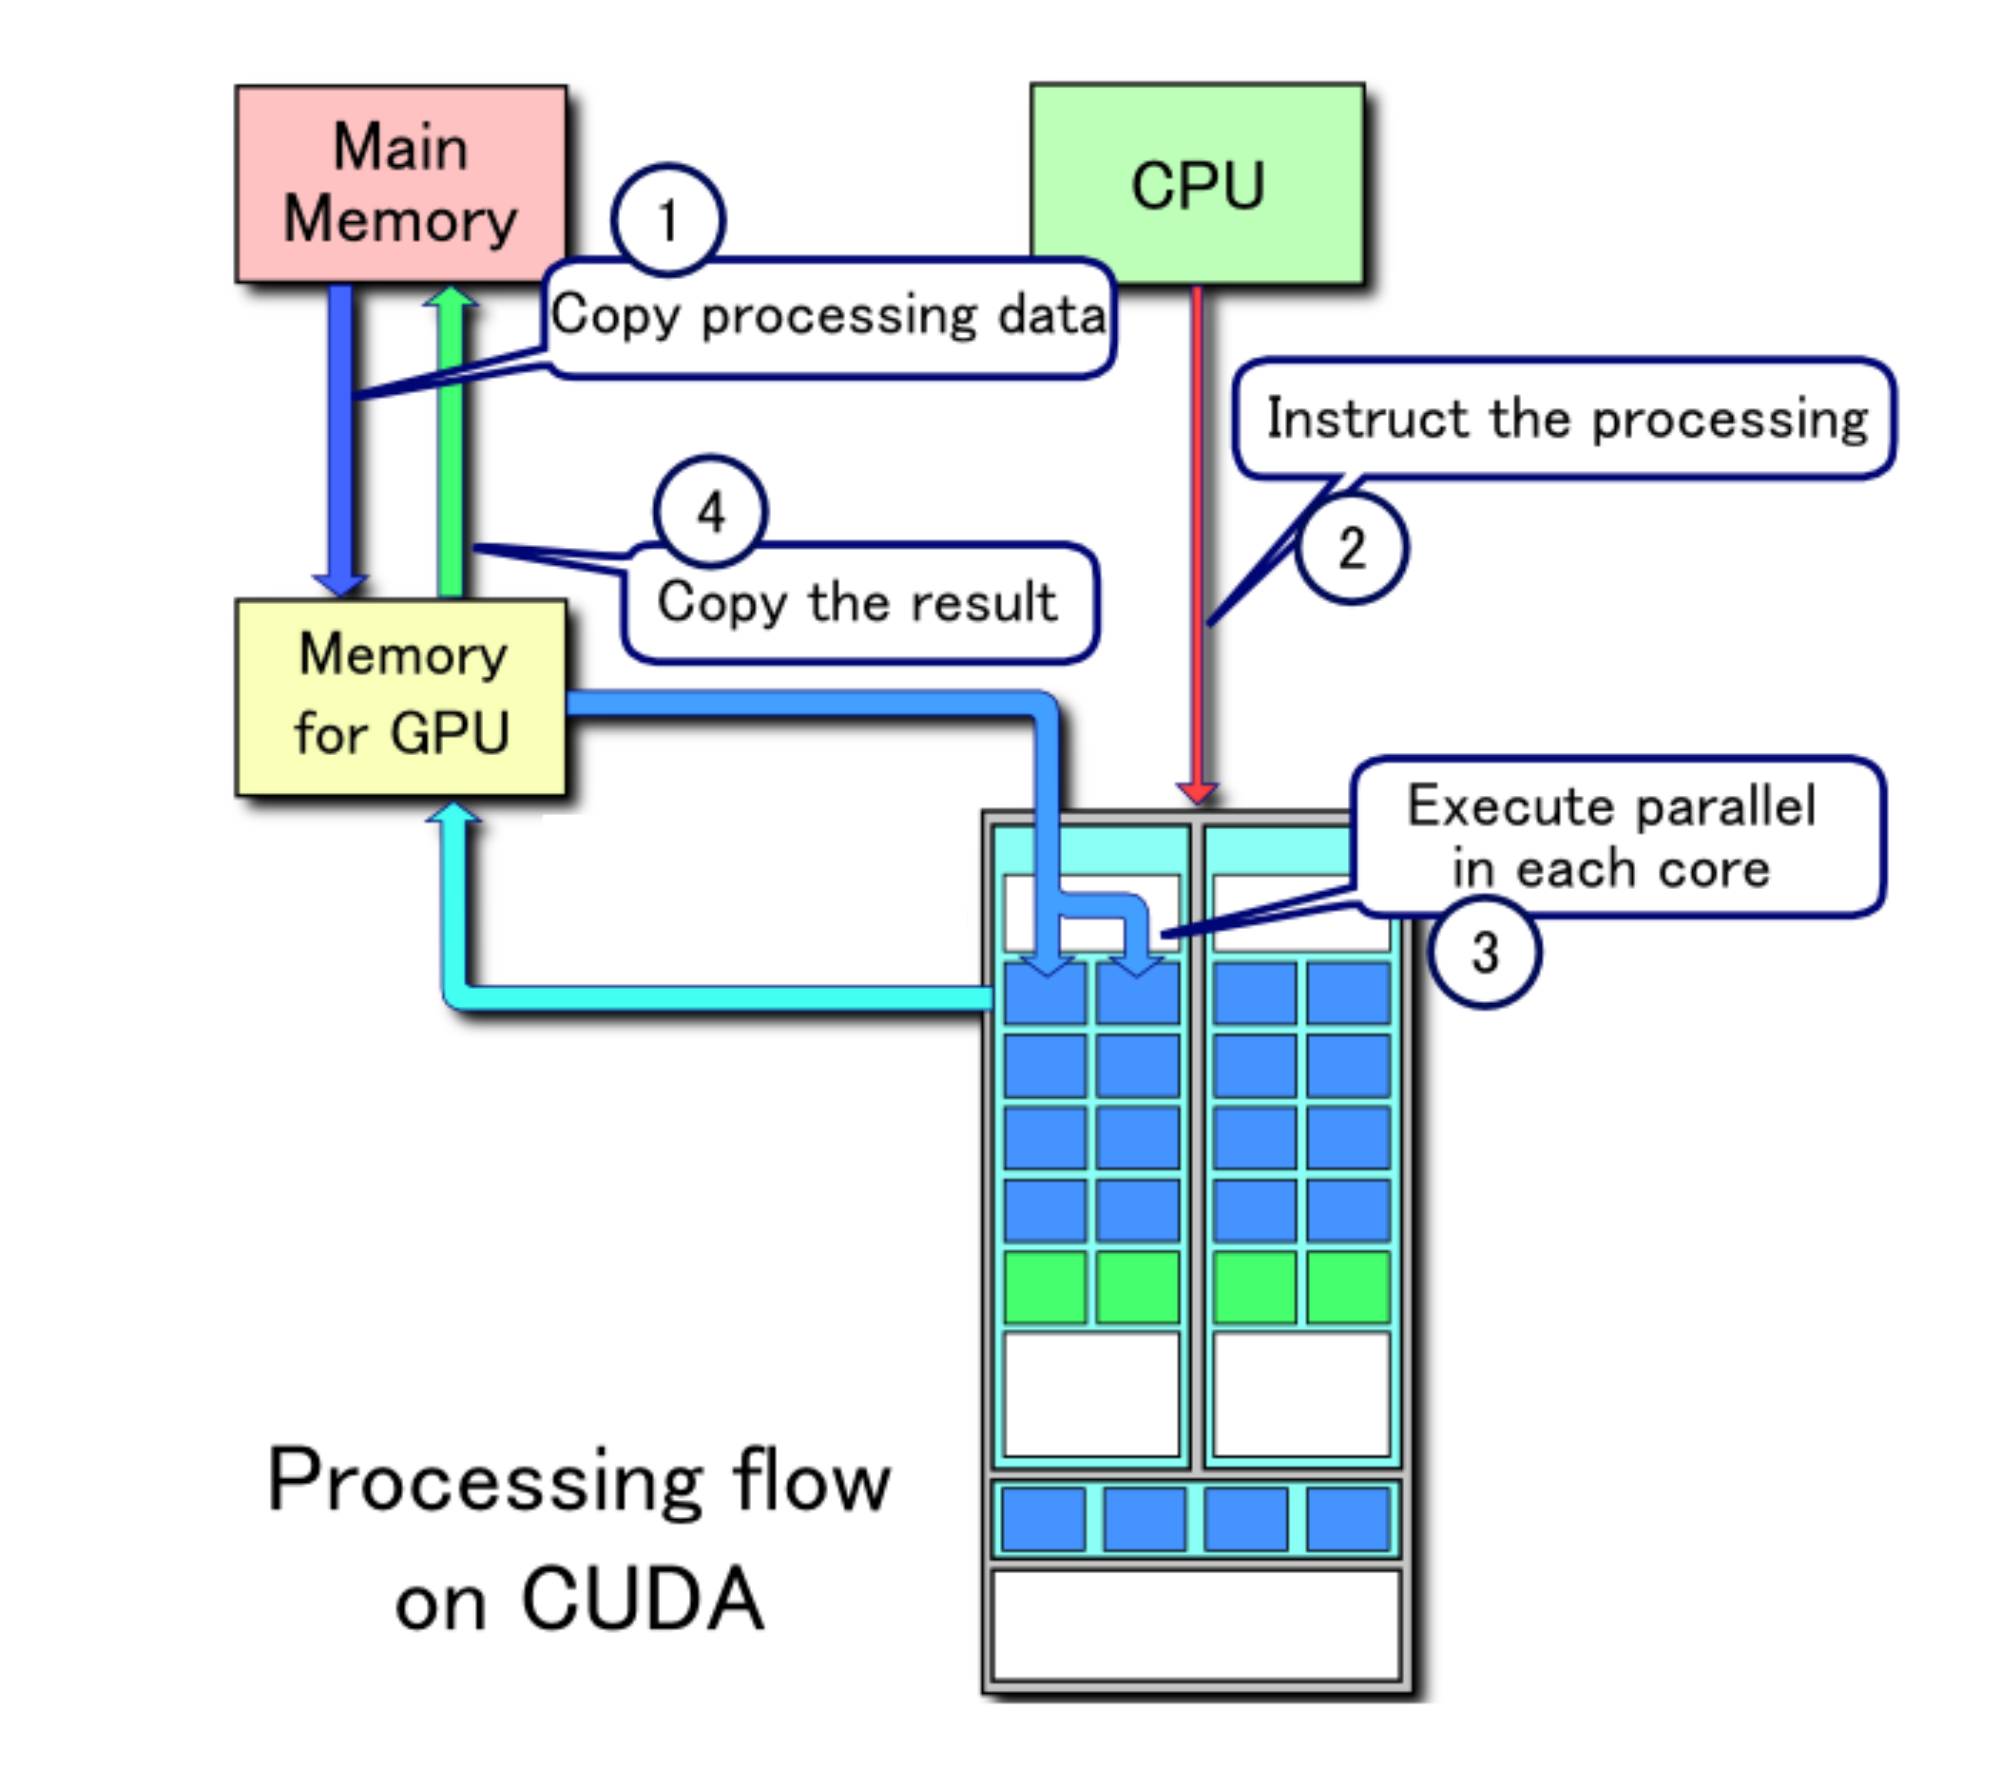 Main
Memory
CPU
1
Copy processing data
Instruct the processing
2
4
Copy the result
Memory
for GPU
Execute parallel
in each core
3
Processing flow
on CUDA